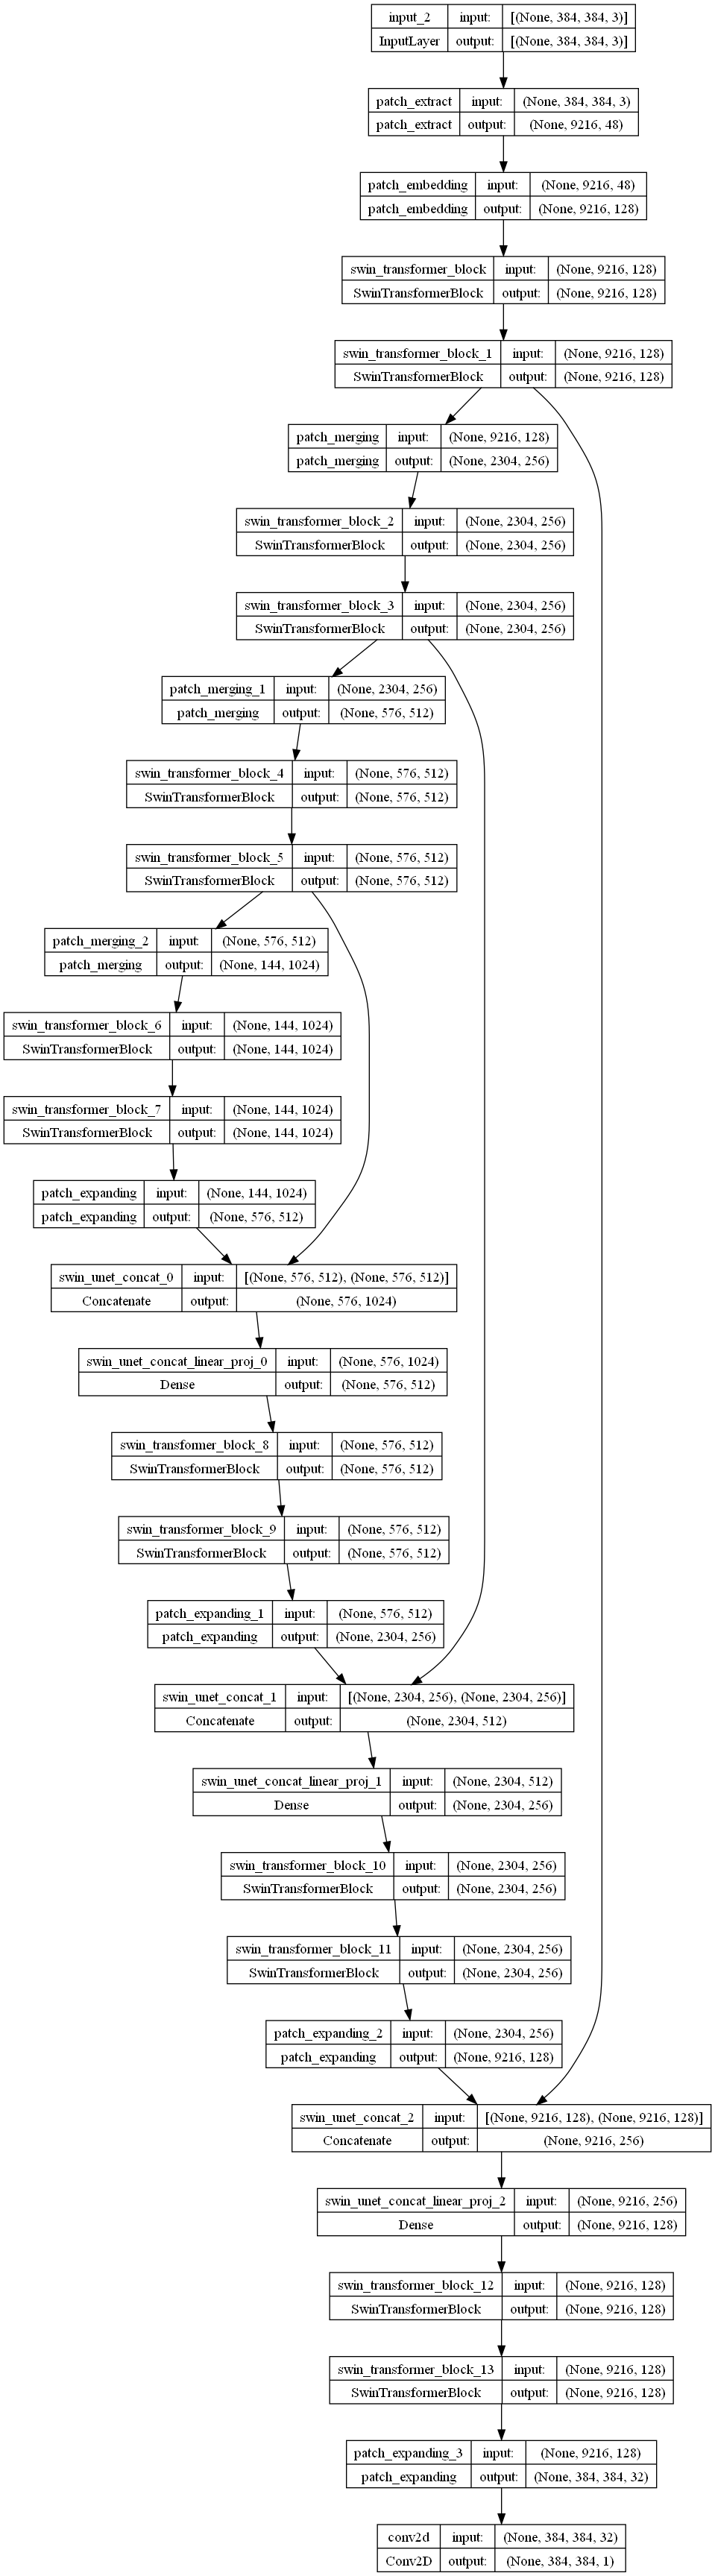 input_2 input: [(None, 384, 384, 3)]
InputLayer output: [(None, 384, 384, 3)]
patch_extract input: (None, 384, 384, 3)
patch_extract output: (None, 9216, 48)
patch_embedding input: (None, 9216, 48)
patch_embedding output: (None, 9216, 128)
swin_transformer_block input: (None, 9216, 128)
SwinTransformerBlock output: (None, 9216, 128)
swin_transformer_block_1 input: (None, 9216, 128)
SwinTransformerBlock output: (None, 9216, 128)
patch_merging input: (None, 9216, 128)
patch_merging output: (None, 2304, 256)
swin_transformer_block_2 input: (None, 2304, 256)
SwinTransformerBlock output: (None, 2304, 256)
swin_transformer_block_3 input: (None, 2304, 256)
SwinTransformerBlock output: (None, 2304, 256)
patch_merging_1 input: (None, 2304, 256)
patch_merging output: (None, 576, 512)
swin_transformer_block_4 input: (None, 576, 512)
SwinTransformerBlock output: (None, 576, 512)
swin_transformer_block_5 input: (None, 576, 512)
SwinTransformerBlock output: (None, 576, 512)
patch_merging_2 input: (None, 576, 512)
patch_merging output: (None, 144, 1024)
swin_transformer_block_6 input: (None, 144, 1024)
SwinTransformerBlock output: (None, 144, 1024)
swin_transformer_block_7 input: (None, 144, 1024)
SwinTransformerBlock output: (None, 144, 1024)
patch_expanding input: (None, 144, 1024)
patch_expanding output: (None, 576, 512)
swin_unet_concat_0 input: [(None, 576, 512), (None, 576, 512)]
Concatenate output: (None, 576, 1024)
swin_unet_concat_linear_proj_0 input: (None, 576, 1024)
Dense output: (None, 576, 512)
swin_transformer_block_8 input: (None, 576, 512)
SwinTransformerBlock output: (None, 576, 512)
swin_transformer_block_9 input: (None, 576, 512)
SwinTransformerBlock output: (None, 576, 512)
patch_expanding_1 input: (None, 576, 512)
patch_expanding output: (None, 2304, 256)
swin_unet_concat_1 input: [(None, 2304, 256), (None, 2304, 256)]
Concatenate output: (None, 2304, 512)
swin_unet_concat_linear_proj_1 input: (None, 2304, 512)
Dense output: (None, 2304, 256)
swin_transformer_block_10 input: (None, 2304, 256)
SwinTransformerBlock output: (None, 2304, 256)
swin_transformer_block_11 input: (None, 2304, 256)
SwinTransformerBlock output: (None, 2304, 256)
patch_expanding_2 input: (None, 2304, 256)
patch_expanding output: (None, 9216, 128)
swin_unet_concat_2 input: [(None, 9216, 128), (None, 9216, 128)]
Concatenate output: (None, 9216, 256)
swin_unet_concat_linear_proj_2 input: (None, 9216, 256)
Dense output: (None, 9216, 128)
swin_transformer_block_12 input: (None, 9216, 128)
SwinTransformerBlock output: (None, 9216, 128)
swin_transformer_block_13 input: (None, 9216, 128)
SwinTransformerBlock output: (None, 9216, 128)
patch_expanding_3 input: (None, 9216, 128)
patch_expanding output: (None, 384, 384, 32)
conv2d input: (None, 384, 384, 32)
Conv2D output: (None, 384, 384, 1)